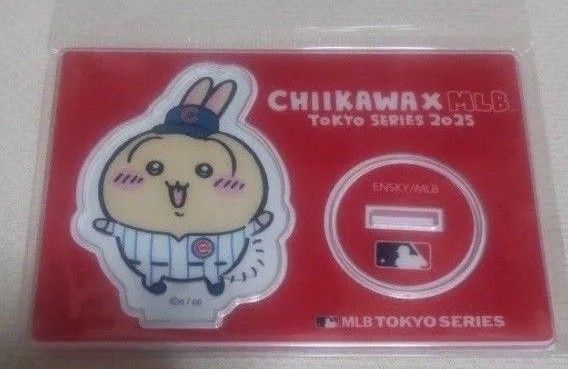 CHIIKAWA X MLB
TOKYO SERIES 2025
C
ENSKY/MLB
©n/cc
MLB TOKYO SERIES